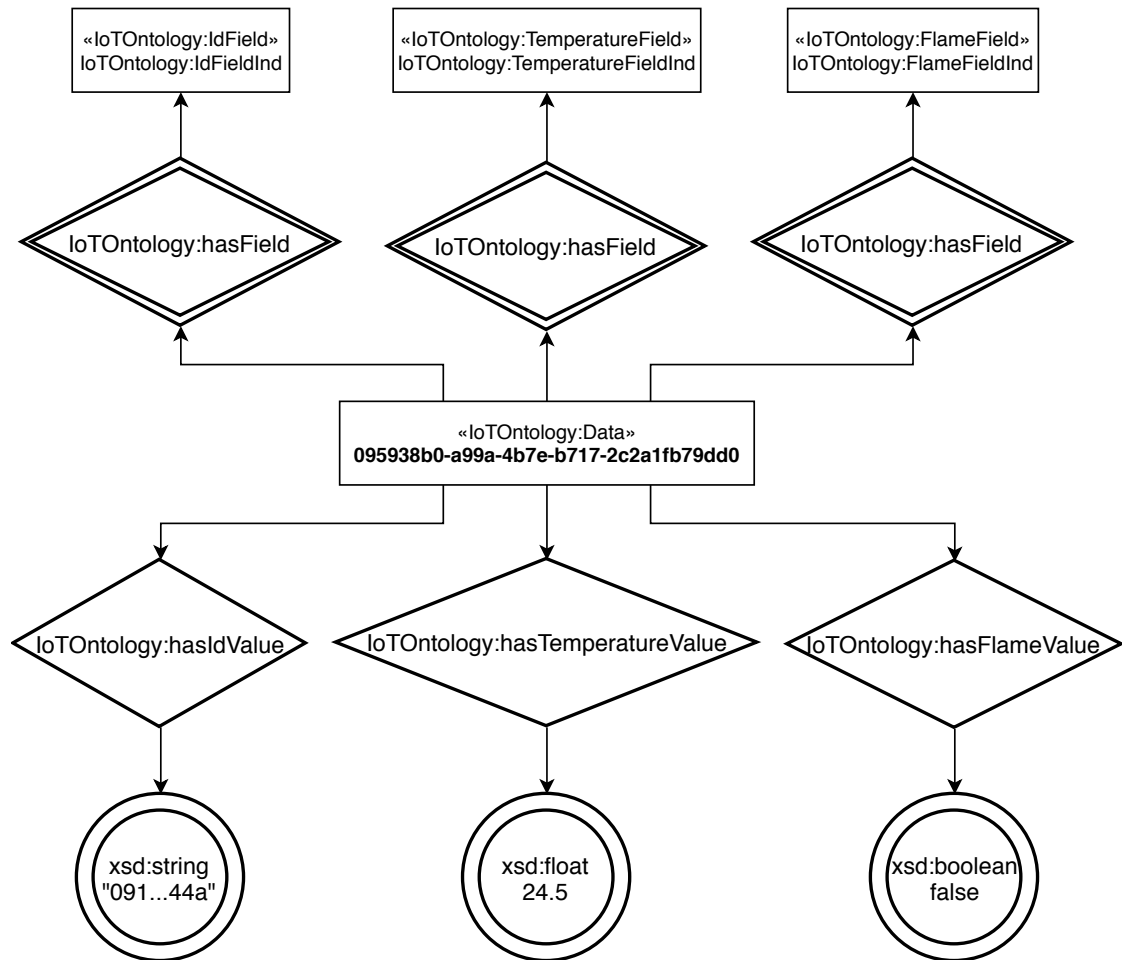 «IoTOntology:IdField»
IoTOntology:IdFieldInd
«IoTOntology:TemperatureField»
IoTOntology:TemperatureFieldInd
«IoTOntology:FlameField»
IoTOntology:FlameFieldInd
IoTOntology:hasField
IoTOntology:hasField
IoTOntology:hasField
«IoTOntology:Data»
095938b0-a99a-4b7e-b717-2c2a1fb79dd0
IoTOntology:hasIdValue
IoTOntology:hasTemperatureValue
IoTOntology:hasFlameValue
xsd:string
"091...44a"
xsd:float
24.5
xsd:boolean
false